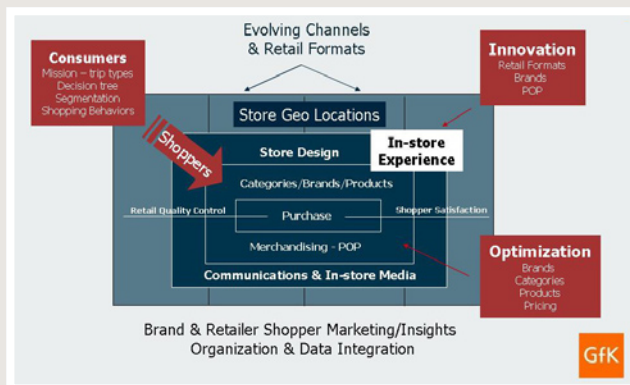 Evolving Channels
& Retail Formats
Consumers
Mission – trip types
Decision tree
Segmentation
Shopping Behaviors
Innovation
Retail Formats
Brands
POP
Shoppers
Store Geo Locations
Store Design
In-store
Experience
Categories/Brands/Products
Retail Quality Control
Purchase
Shopper Satisfaction
Merchandising - POP
Communications & In-store Media
Optimization
Brands
Categories
Products
Pricing
Brand & Retailer Shopper Marketing/Insights
Organization & Data Integration
GfK